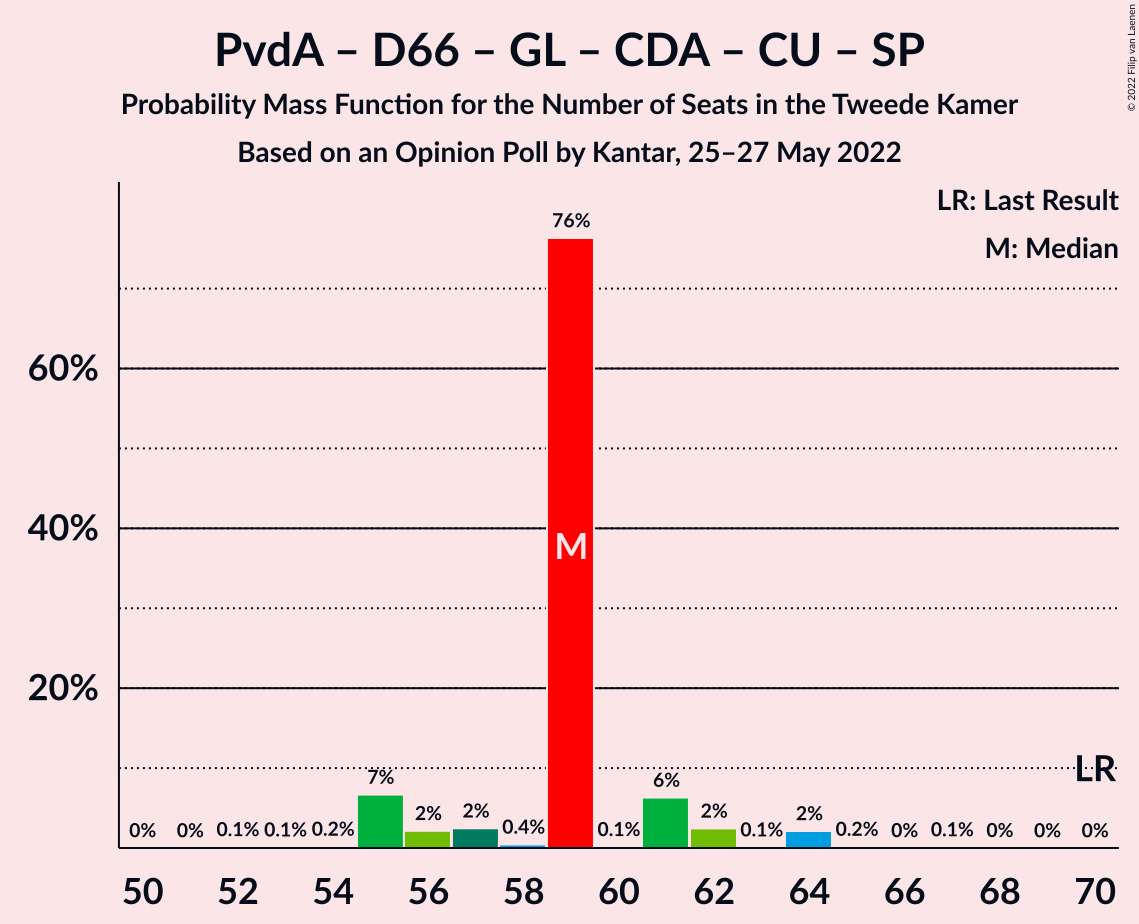 PvdA – D66 – GL – CDA – CU – SP
Probability Mass Function for the Number of Seats in the Tweede Kamer
Based on an Opinion Poll by Kantar, 25–27 May 2022
© 2022 Filip van Laenen
LR: Last Result
M: Median
76%
60%
40%
M
20%
LR
0% 0% 0.1% 0.1% 0.2% 7% 2% 2% 0.4% 0.1% 6% 2% 0.1% 2% 0.2% 0% 0.1% 0% 0% 0%
50 52 54 56 58 60 62 64 66 68 70